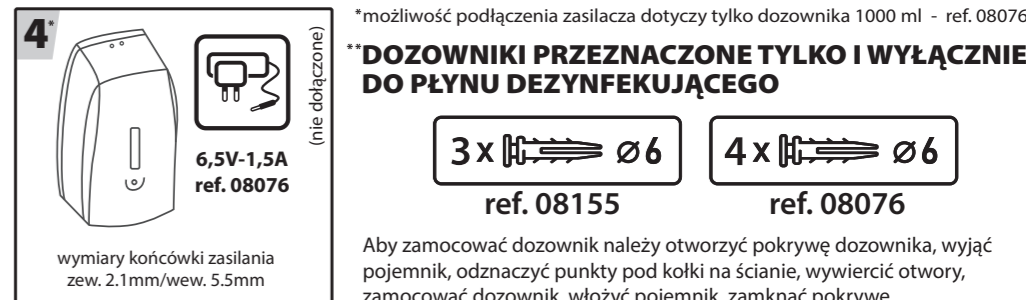 4*
(nie dołączone)
6,5V-1,5A
ref. 08076
wymiary końcówki zasilania
zew. 2.1mm/wew. 5.5mm
*możliwość podłączenia zasilacza dotyczy tylko dozownika 1000 ml - ref. 08076
**DOZOWNIKI PRZEZNACZONE TYLKO I WYŁĄCZNIE
DO PŁYNU DEZYNFEKUJĄCEGO
3 x ⌀6
ref. 08155
4 x ⌀6
ref. 08076
Aby zamocować dozownik należy otworzyć pokrywę dozownika, wyjąć
pojemnik, odznaczyć punkty pod kołki na ścianie, wywiercić otwory,
zamocować dozownik, włożyć pojemnik, zamknąć pokrywę